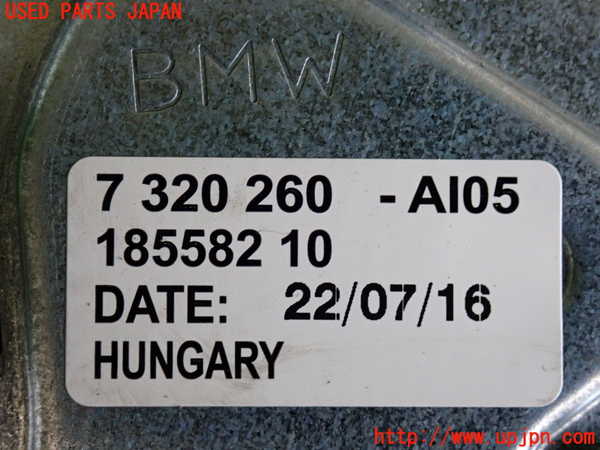 USED PARTS JAPAN
BMW
7 320 260 - AI05
185582 10
DATE: 22/07/16
HUNGARY
http://www.upjpn.com/